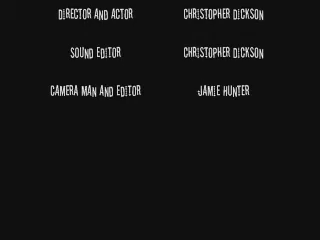 DIRECTOR AND ACTOR CHRISTOPHER DICKSON
SOUND EDITOR CHRISTOPHER DICKSON
CAMERA MAN AND EDITOR JAMIE HUNTER